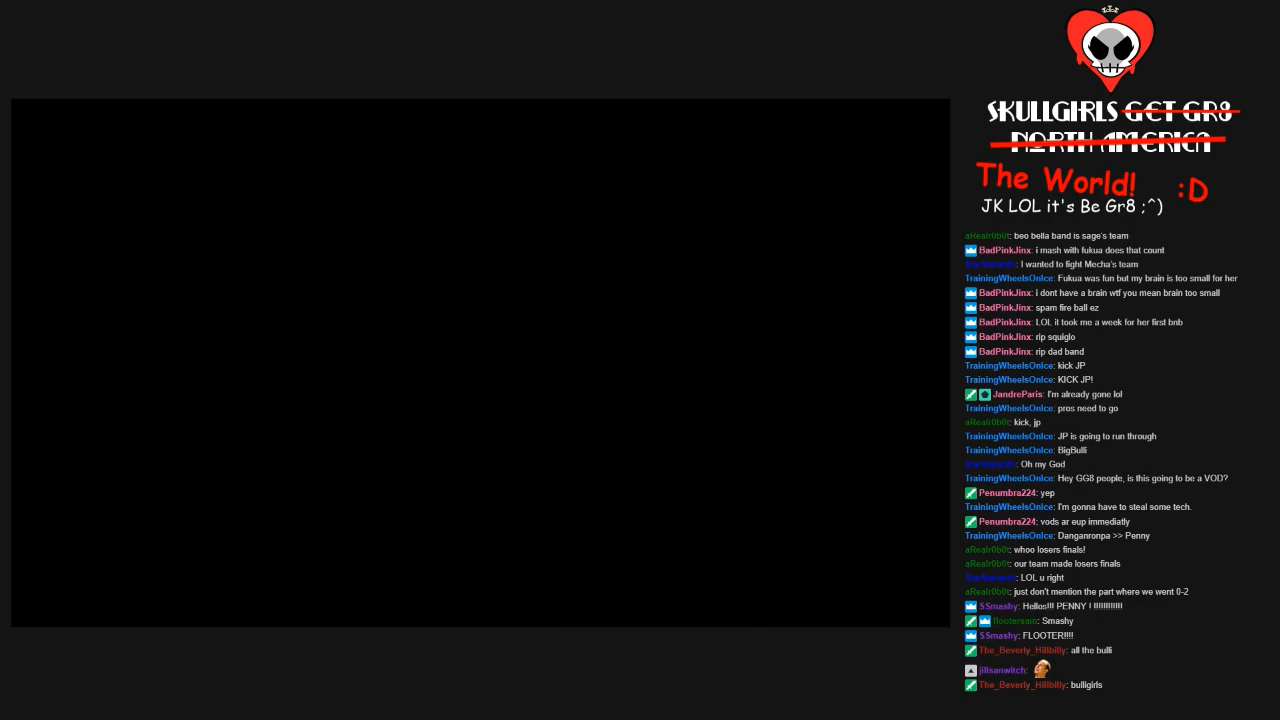 SKULLGIRLS GET GR8
NORTH AMERICA
The World! :D
JK LOL it's Be Gr8 ;^)
aRealr0b0t: beo bella band is sage's team
BadPinkJinx: i mash with fukua does that count
: I wanted to fight Mecha's team
TrainingWheelsOnIce: Fukua was fun but my brain is too small for her
BadPinkJinx: i dont have a brain wtf you mean brain too small
BadPinkJinx: spam fire ball ez
BadPinkJinx: LOL it took me a week for her first bnb
BadPinkJinx: rip squiglo
BadPinkJinx: rip dad band
TrainingWheelsOnIce: kick JP
TrainingWheelsOnIce: KICK JP!
JandreParis: I'm already gone lol
TrainingWheelsOnIce: pros need to go
aRealr0b0t: kick, jp
TrainingWheelsOnIce: JP is going to run through
TrainingWheelsOnIce: BigBulli
: Oh my God
TrainingWheelsOnIce: Hey GG8 people, is this going to be a VOD?
Penumbra224: yep
TrainingWheelsOnIce: I'm gonna have to steal some tech.
Penumbra224: vods ar eup immediatly
TrainingWheelsOnIce: Danganronpa >> Penny
aRealr0b0t: whoo losers finals!
aRealr0b0t: our team made losers finals
: LOL u right
aRealr0b0t: just don't mention the part where we went 0-2
SSmashy: Hellos!!! PENNY ! !!!!!!!!!!!!
flootersam: Smashy
SSmashy: FLOOTER!!!!
The_Beverly_Hillbilly: all the bulli
jillsanwitch:
The_Beverly_Hillbilly: bulligirls